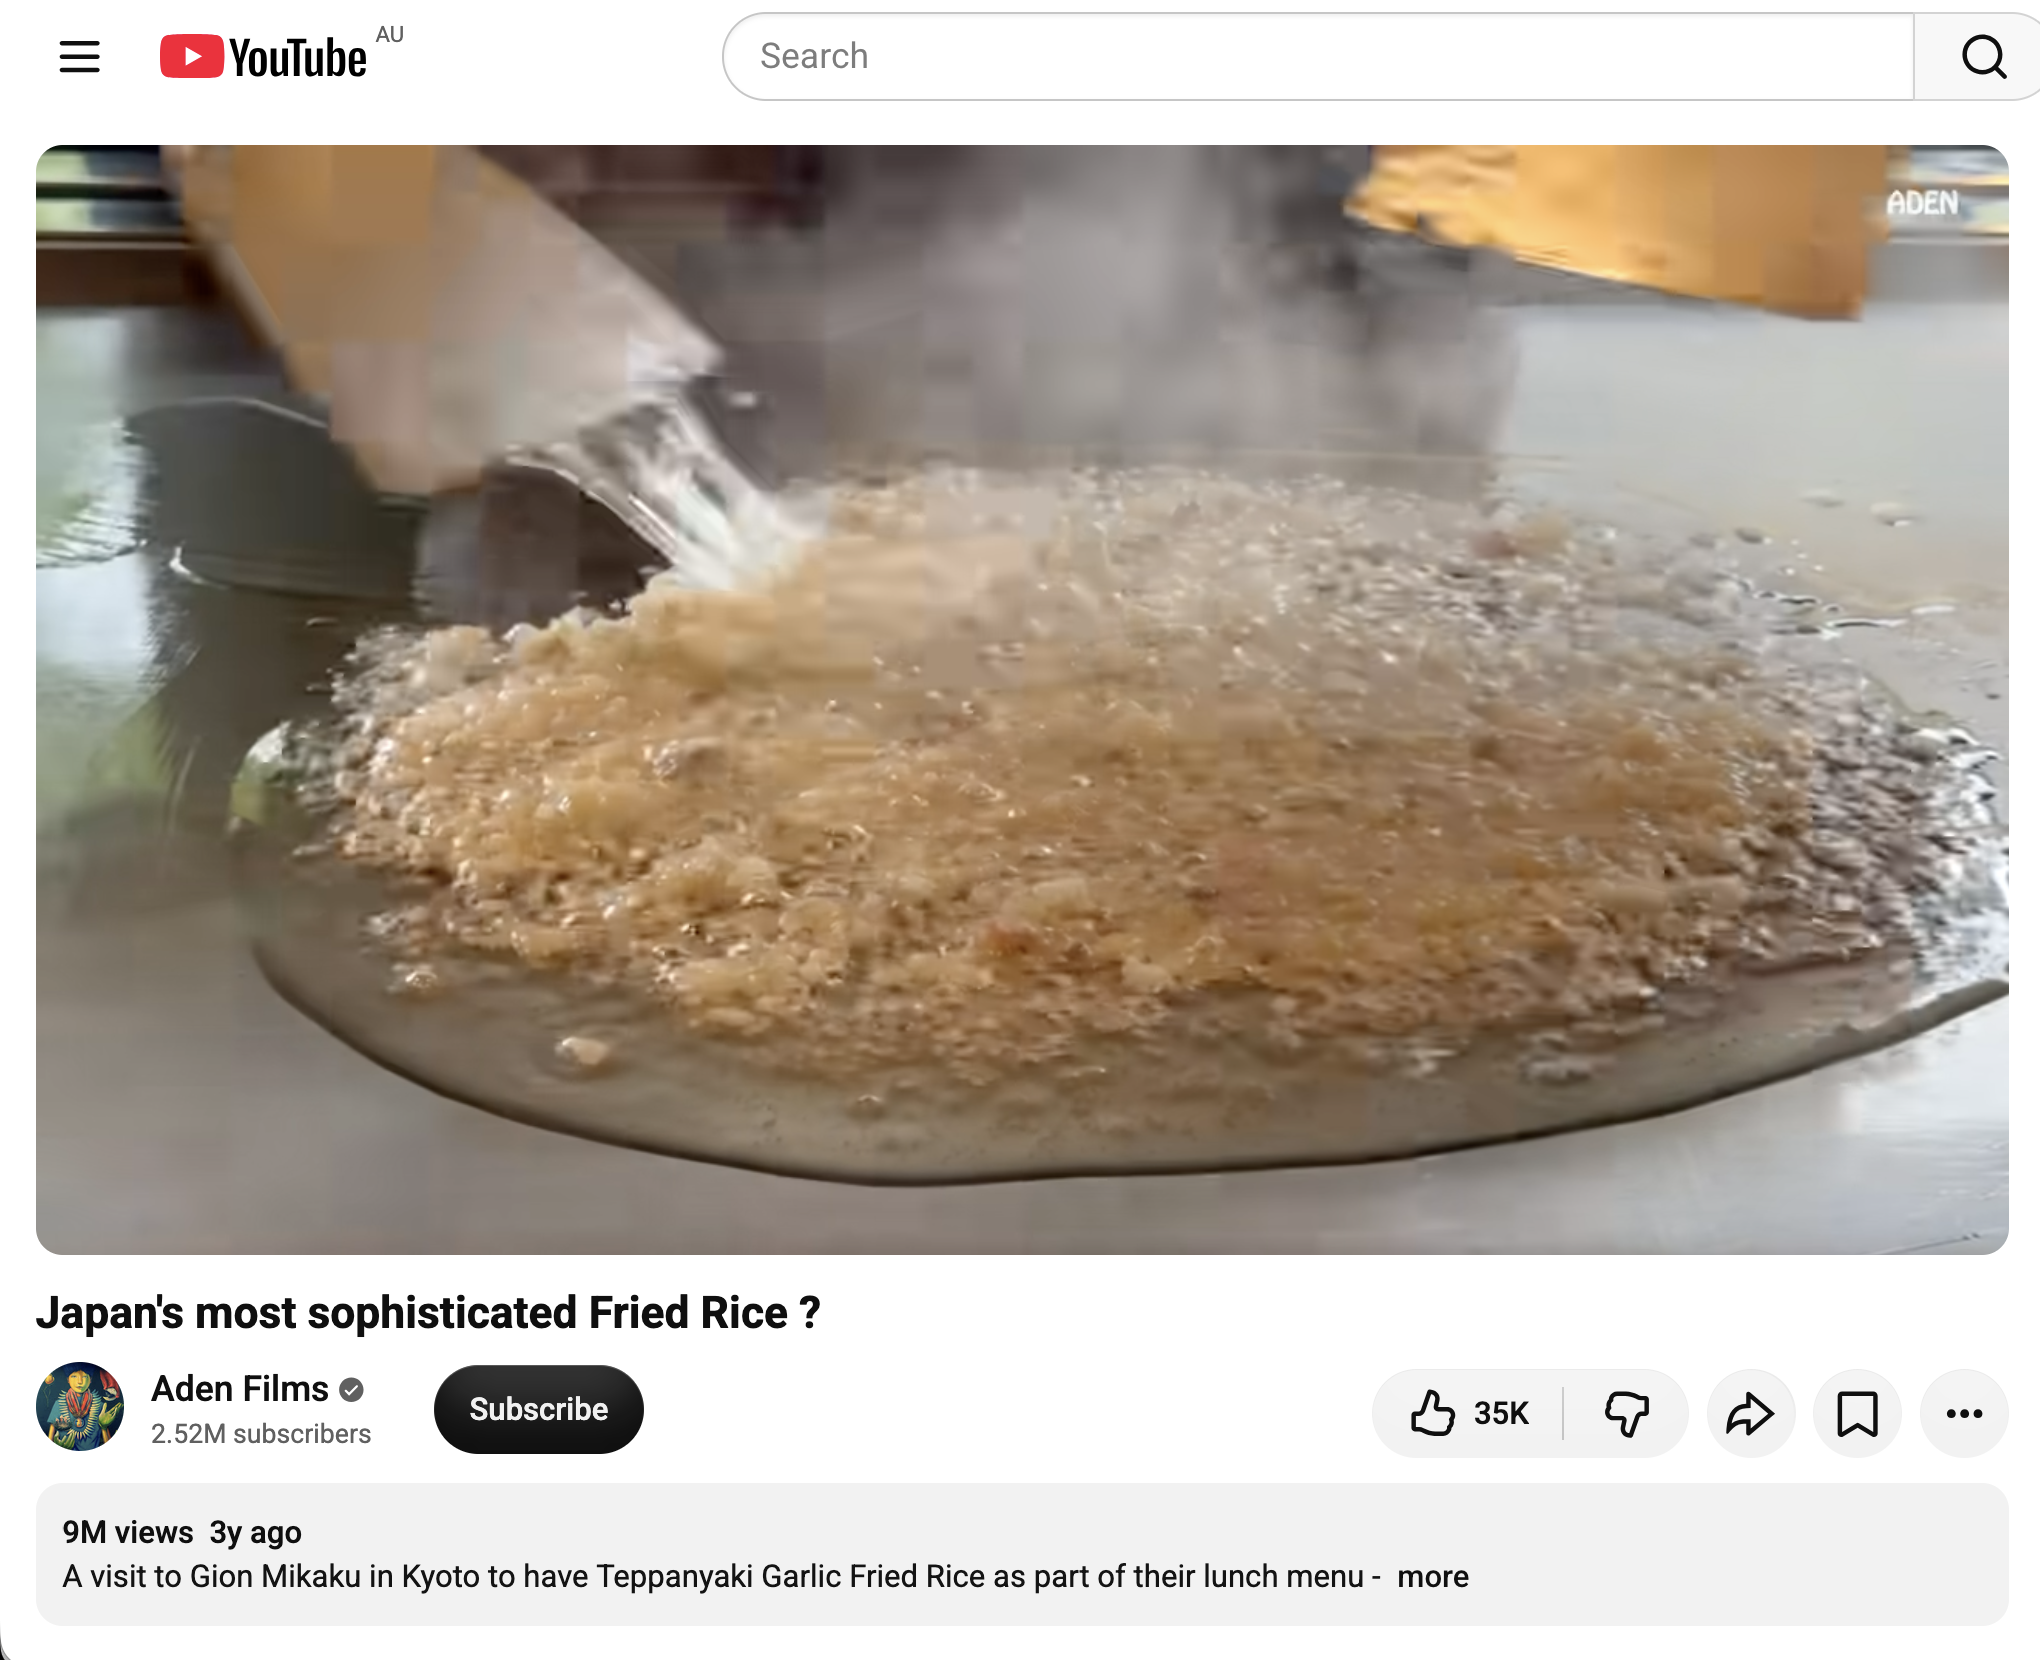 YouTube AU
Search
ADEN
Japan's most sophisticated Fried Rice ?
Aden Films
2.52M subscribers
Subscribe
35K
9M views 3y ago
A visit to Gion Mikaku in Kyoto to have Teppanyaki Garlic Fried Rice as part of their lunch menu - more